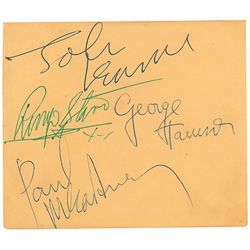 John
Lennon
Ringo Starr
xx
George
Harrison
Paul
McCartney